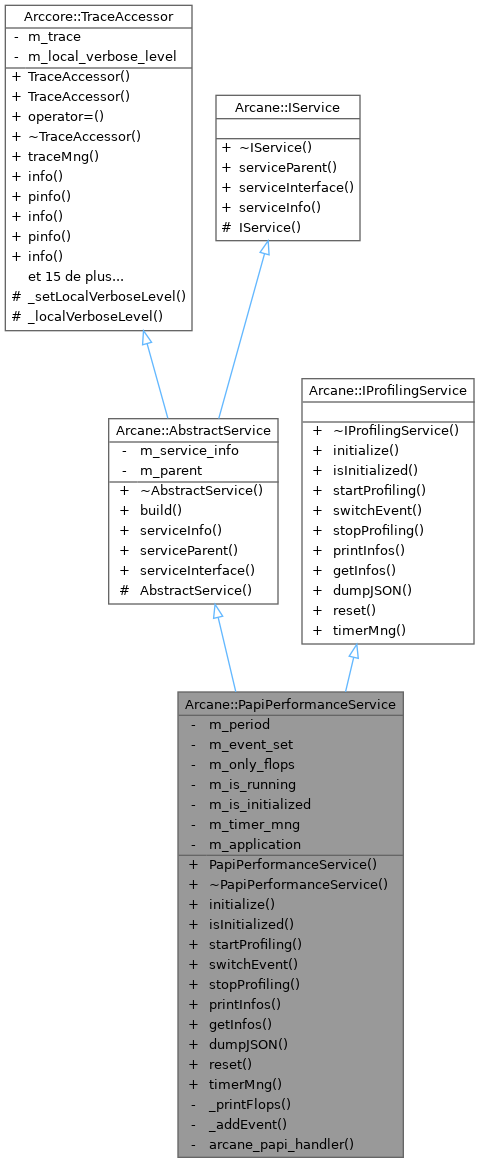 Arccore::TraceAccessor
- m_trace
- m_local_verbose_level
+ TraceAccessor()
+ TraceAccessor()
+ operator=()
+ ~TraceAccessor()
+ traceMng()
+ info()
+ pinfo()
+ info()
+ pinfo()
+ info()
et 15 de plus...
# _setLocalVerboseLevel()
# _localVerboseLevel()
Arcane::IService
+ ~IService()
+ serviceParent()
+ serviceInterface()
+ serviceInfo()
# IService()
Arcane::IProfilingService
+ ~IProfilingService()
+ initialize()
+ isInitialized()
+ startProfiling()
+ switchEvent()
+ stopProfiling()
+ printInfos()
+ getInfos()
+ dumpJSON()
+ reset()
+ timerMng()
Arcane::AbstractService
- m_service_info
- m_parent
+ ~AbstractService()
+ build()
+ serviceInfo()
+ serviceParent()
+ serviceInterface()
# AbstractService()
Arcane::PapiPerformanceService
- m_period
- m_event_set
- m_only_flops
- m_is_running
- m_is_initialized
- m_timer_mng
- m_application
+ PapiPerformanceService()
+ ~PapiPerformanceService()
+ initialize()
+ isInitialized()
+ startProfiling()
+ switchEvent()
+ stopProfiling()
+ printInfos()
+ getInfos()
+ dumpJSON()
+ reset()
+ timerMng()
- _printFlops()
- _addEvent()
- arcane_papi_handler()